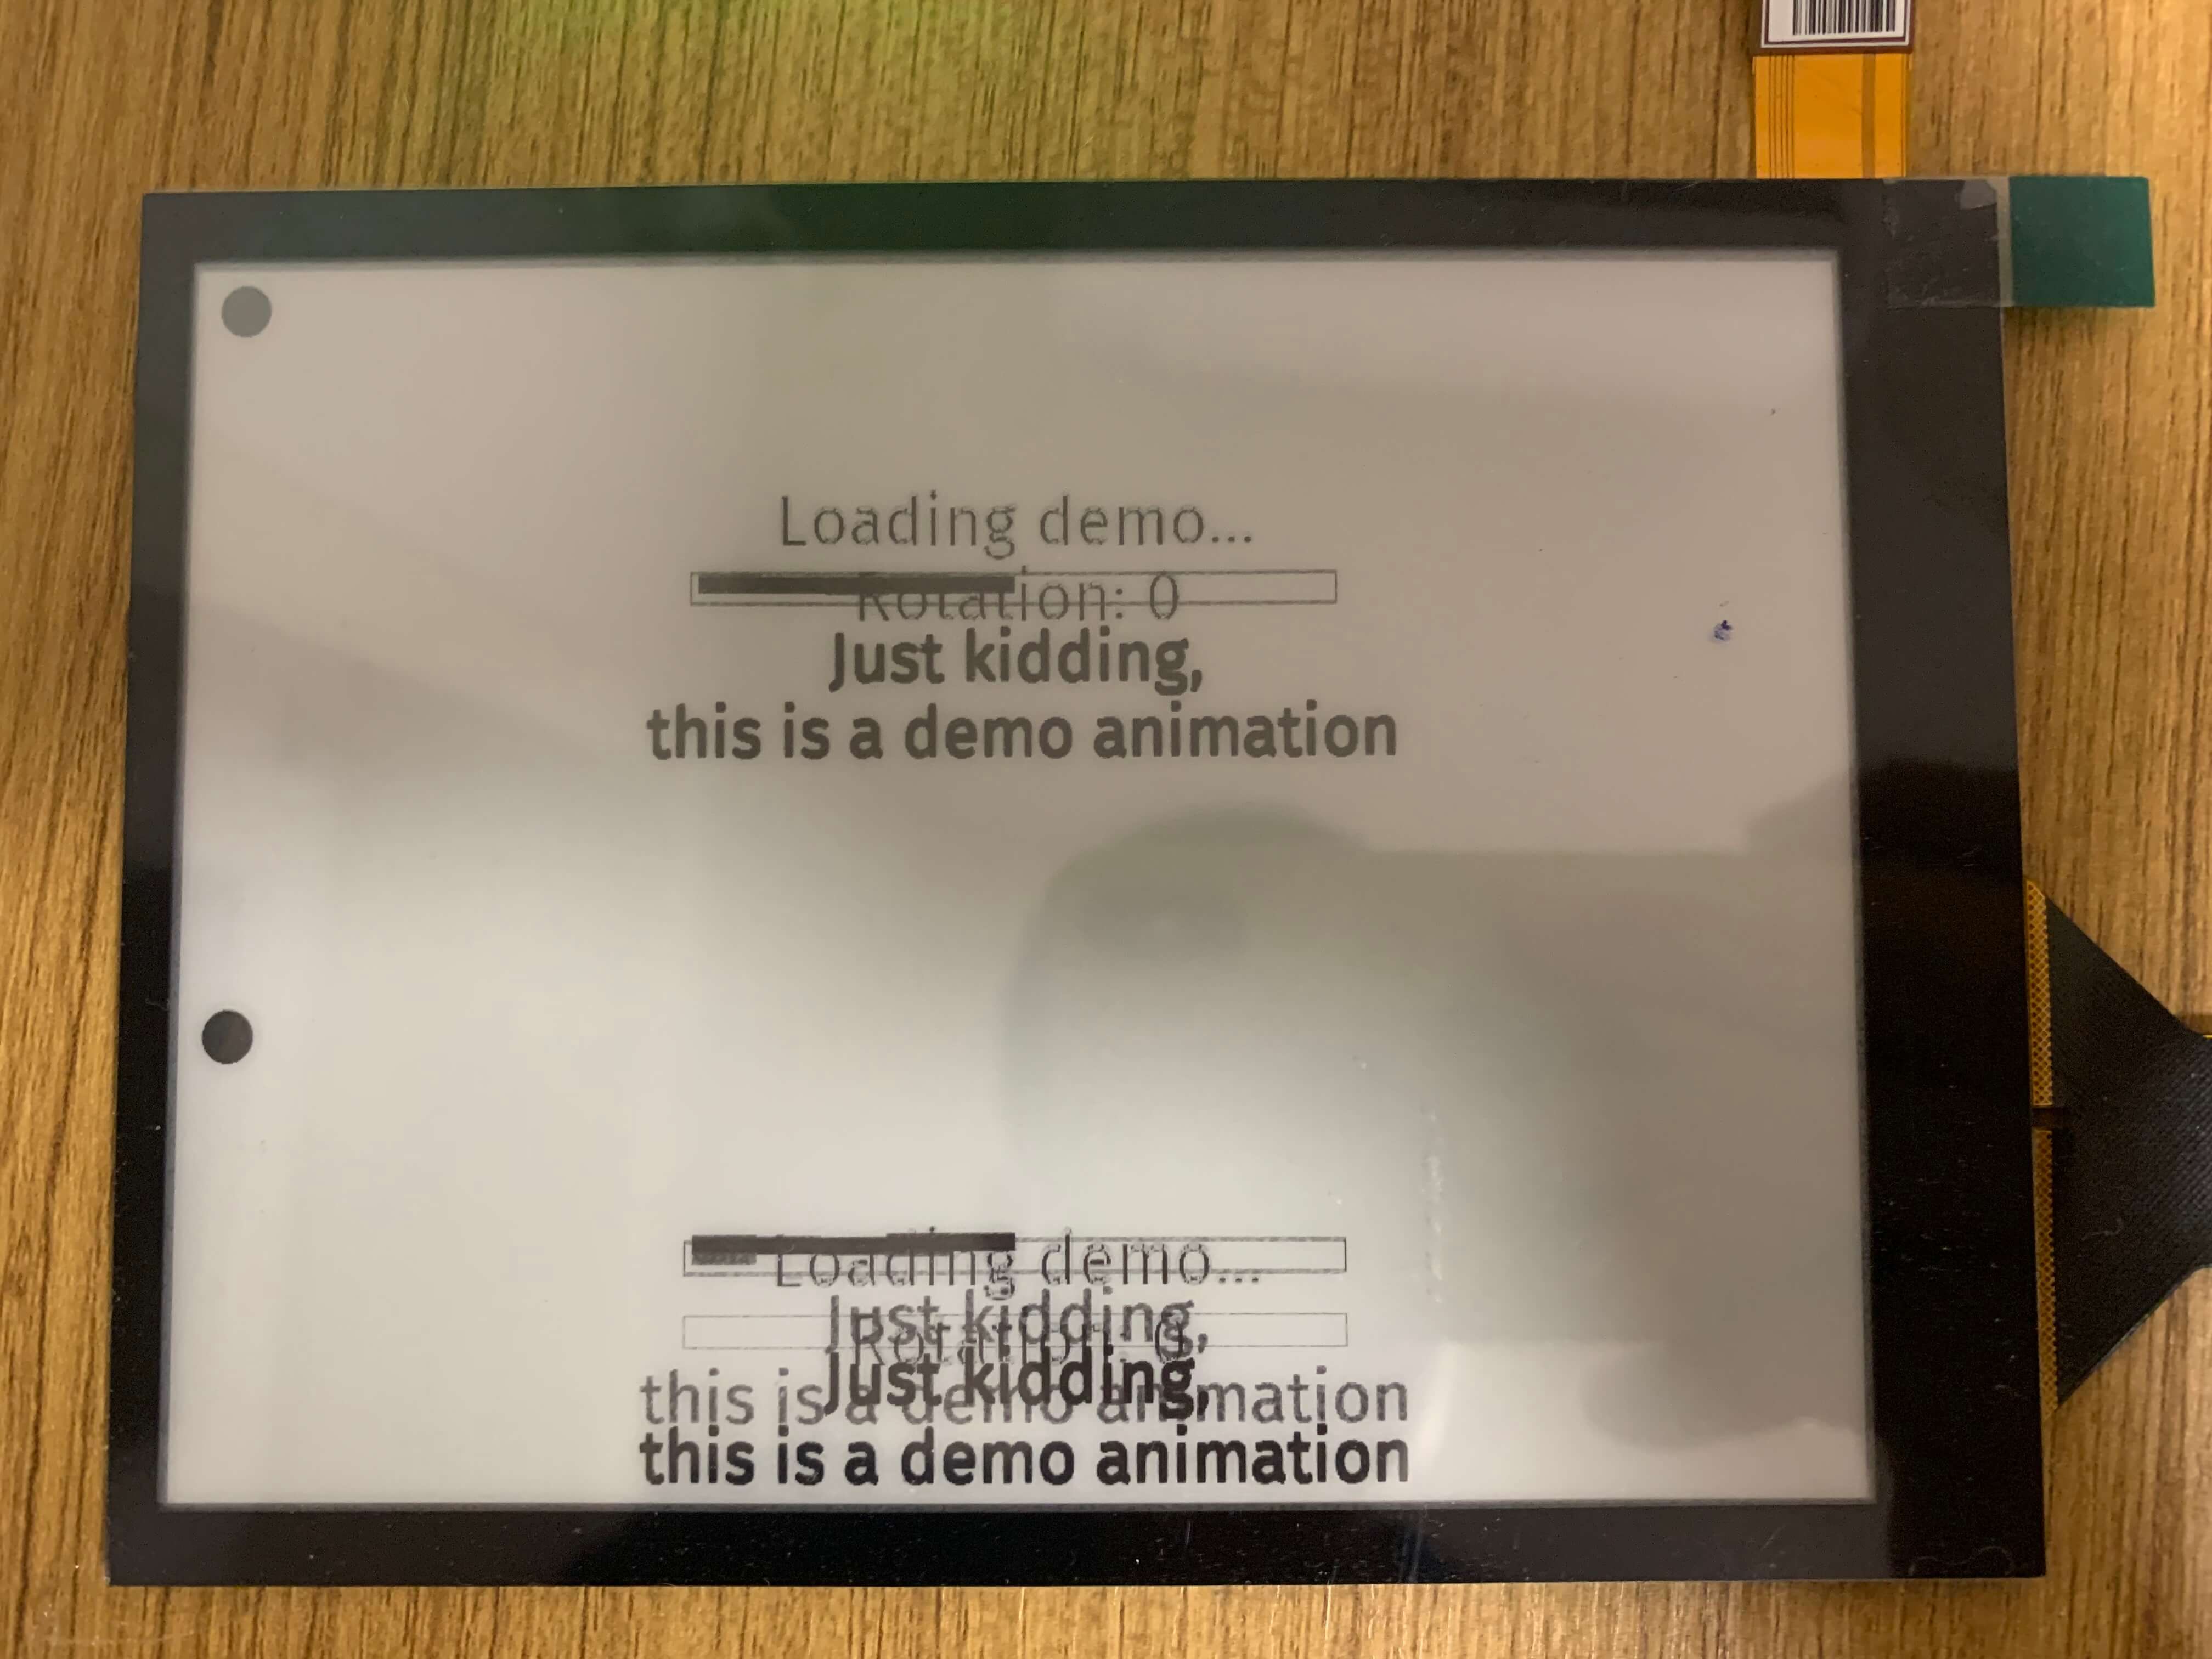 Loading demo...
Rotation: 0
Just kidding,
this is a demo animation
Loading demo...
Just kidding,
Rotation: 0
Just kidding,
this is a demo animation
this is a demo animation